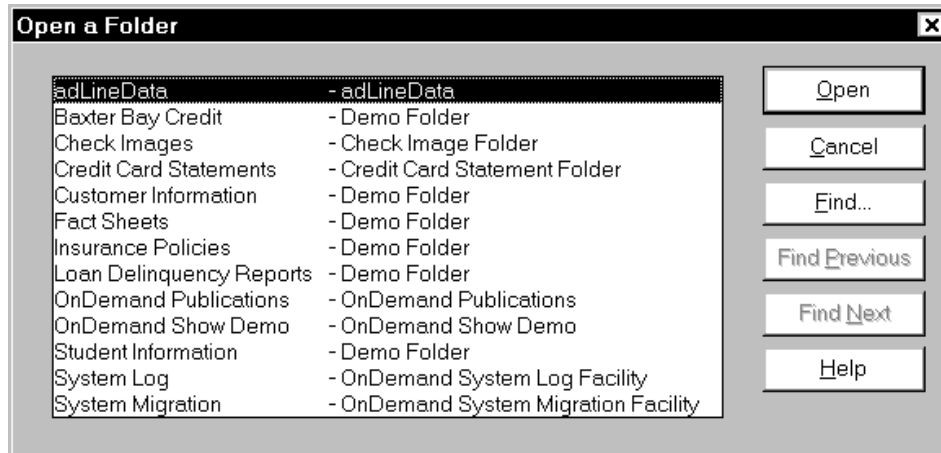 Open a Folder
adLineData - adLineData
Baxter Bay Credit - Demo Folder
Check Images - Check Image Folder
Credit Card Statements - Credit Card Statement Folder
Customer Information - Demo Folder
Fact Sheets - Demo Folder
Insurance Policies - Demo Folder
Loan Delinquency Reports - Demo Folder
OnDemand Publications - OnDemand Publications
OnDemand Show Demo - OnDemand Show Demo
Student Information - Demo Folder
System Log - OnDemand System Log Facility
System Migration - OnDemand System Migration Facility
Open
Cancel
Find...
Find Previous
Find Next
Help